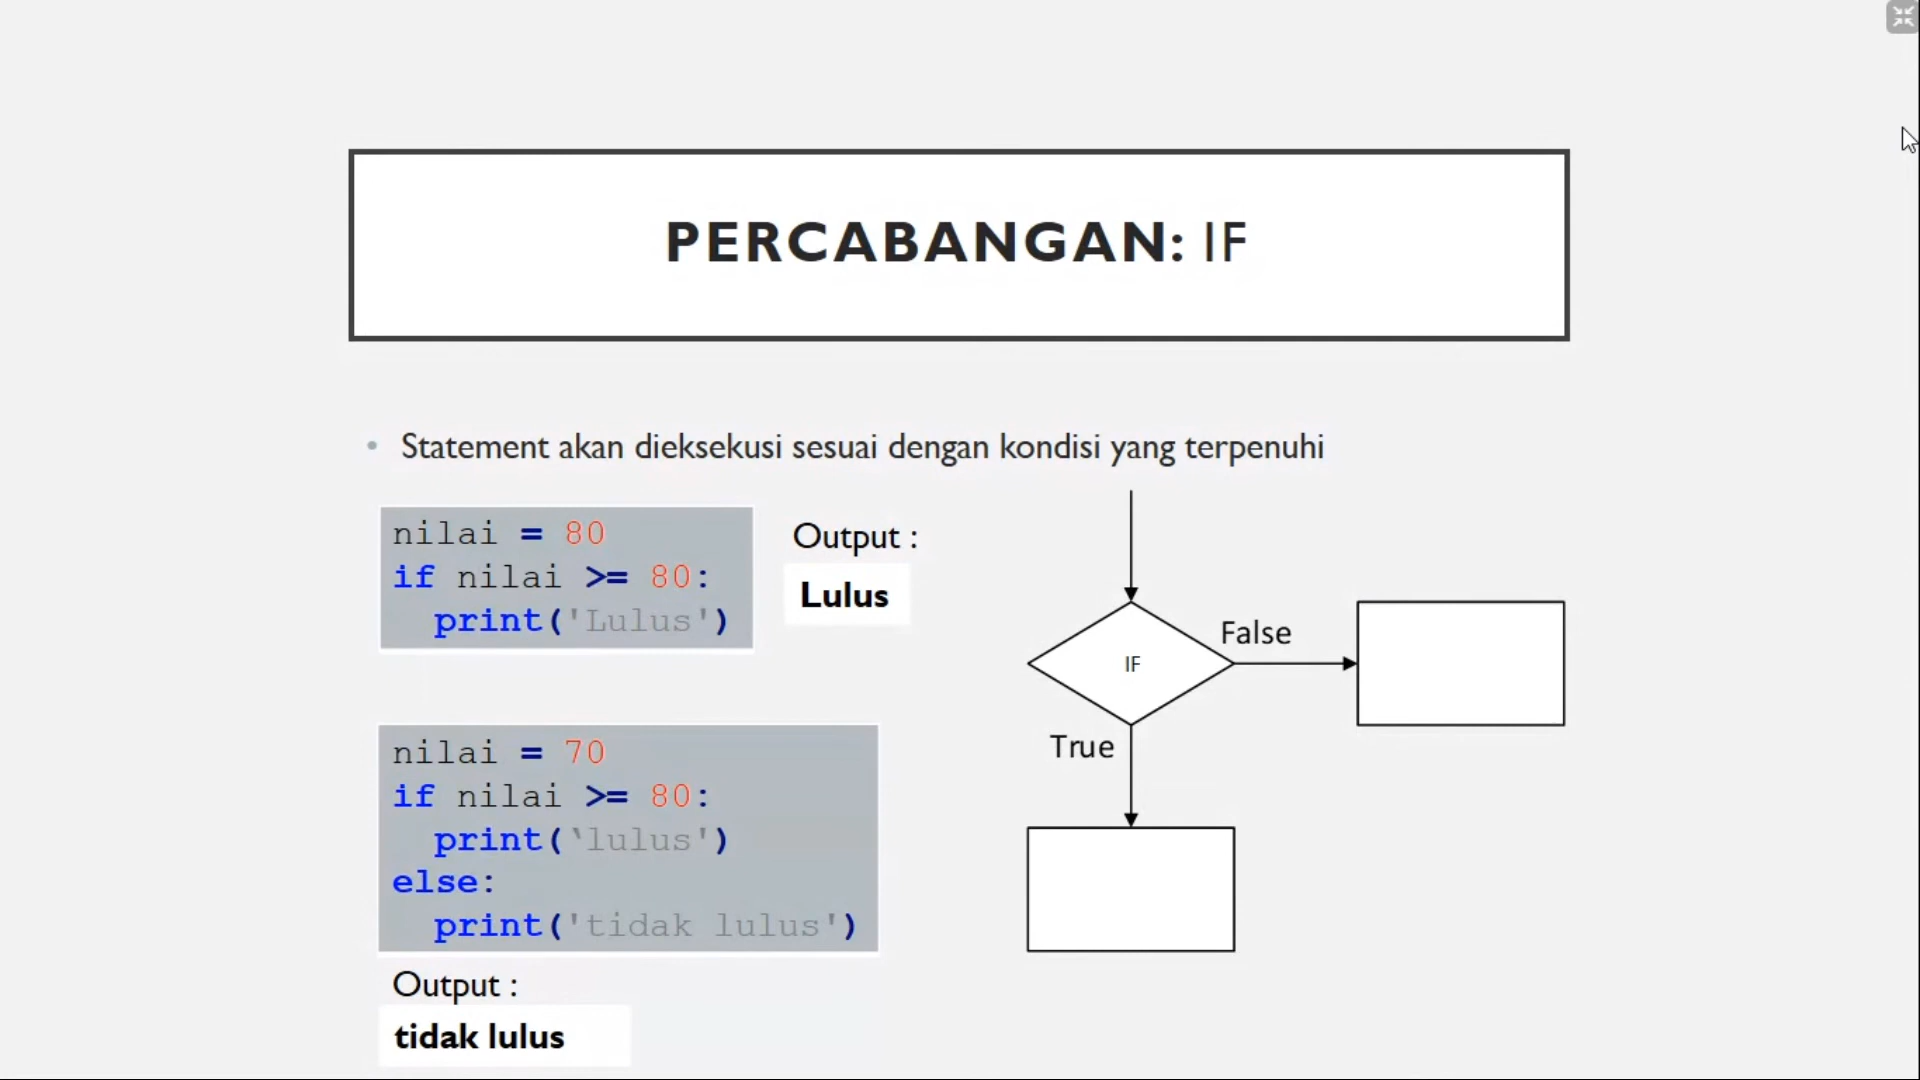 PERCABANGAN: IF
• Statement akan dieksekusi sesuai dengan kondisi yang terpenuhi
nilai = 80
if nilai >= 80:
  print('Lulus')
Output :
Lulus
nilai = 70
if nilai >= 80:
  print(‛lulus')
else:
  print('tidak lulus')
Output :
tidak lulus
IF
False
True